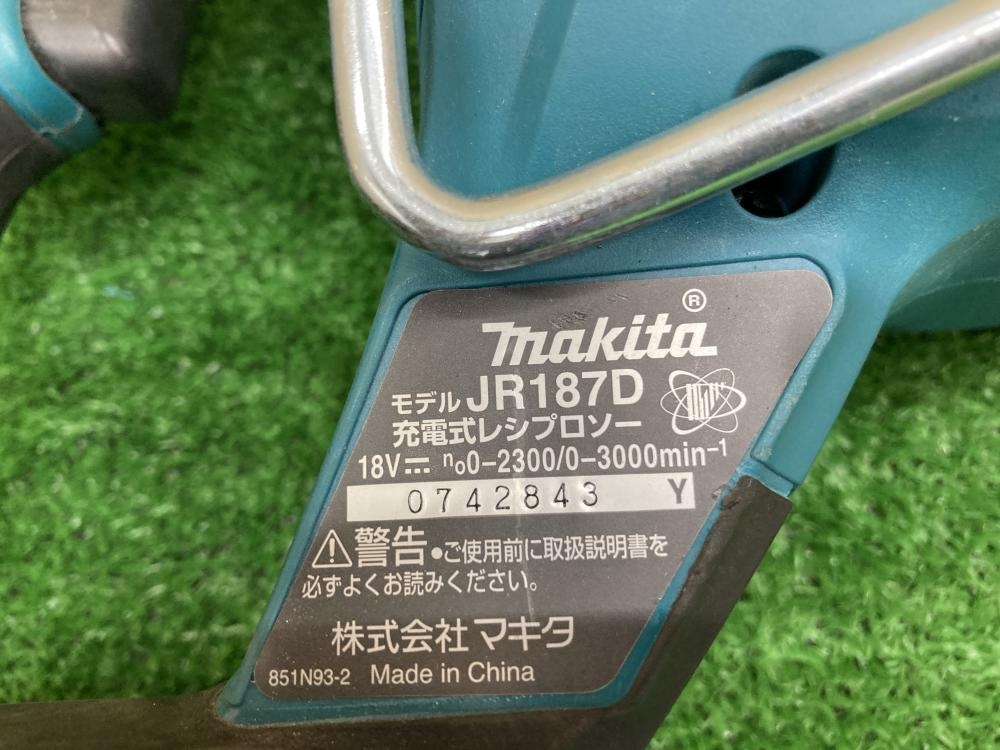 makita®
モデル JR187D
充電式レシプロソー
18V⎓ n₀0-2300/0-3000min⁻¹
0742843 Y
⚠警告 •ご使用前に取扱説明書を
必ずよくお読みください。
株式会社 マキタ
851N93-2 Made in China